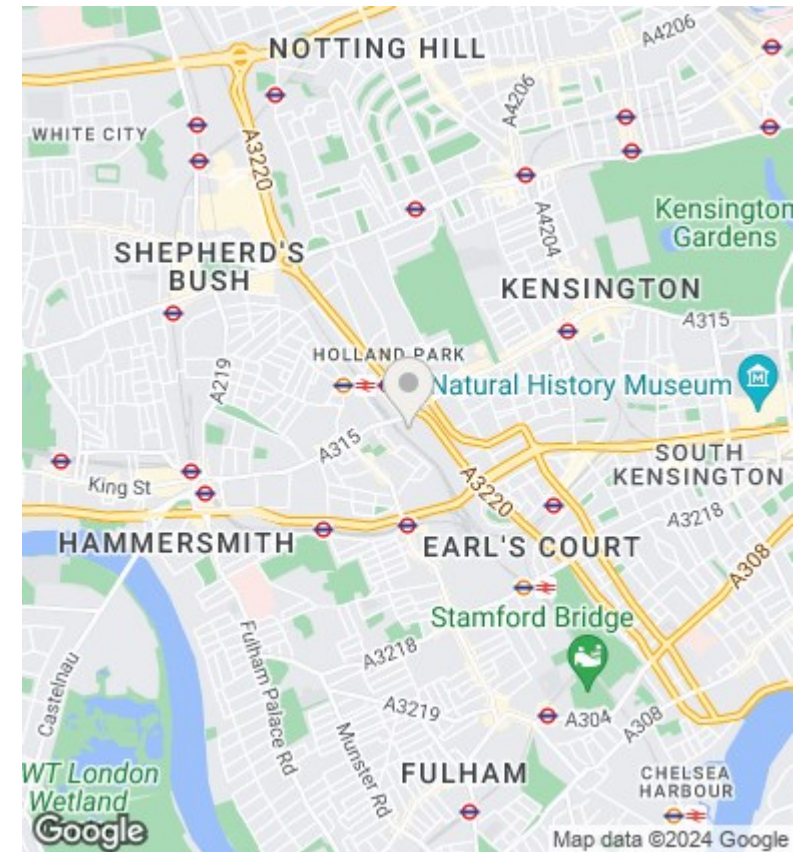 NOTTING HILL
A4206
A4206
WHITE CITY
A3220
Kensington
Gardens
A4204
SHEPHERD'S
BUSH
KENSINGTON
A315
HOLLAND PARK
A219
Natural History Museum
A315
SOUTH
KENSINGTON
King St
A3220
A3218
HAMMERSMITH
EARL'S COURT
A308
Stamford Bridge
Fulham Palace Rd
A3218
Castelnau
A3219
Munster Rd
A304
A308
WT London
Wetland
FULHAM
CHELSEA
HARBOUR
Google
Map data ©2024 Google